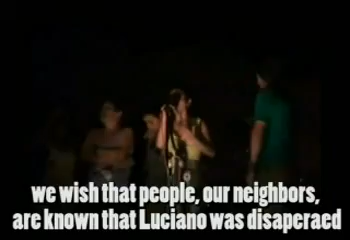 we wish that people, our neighbors,
are known that Luciano was disaperaed